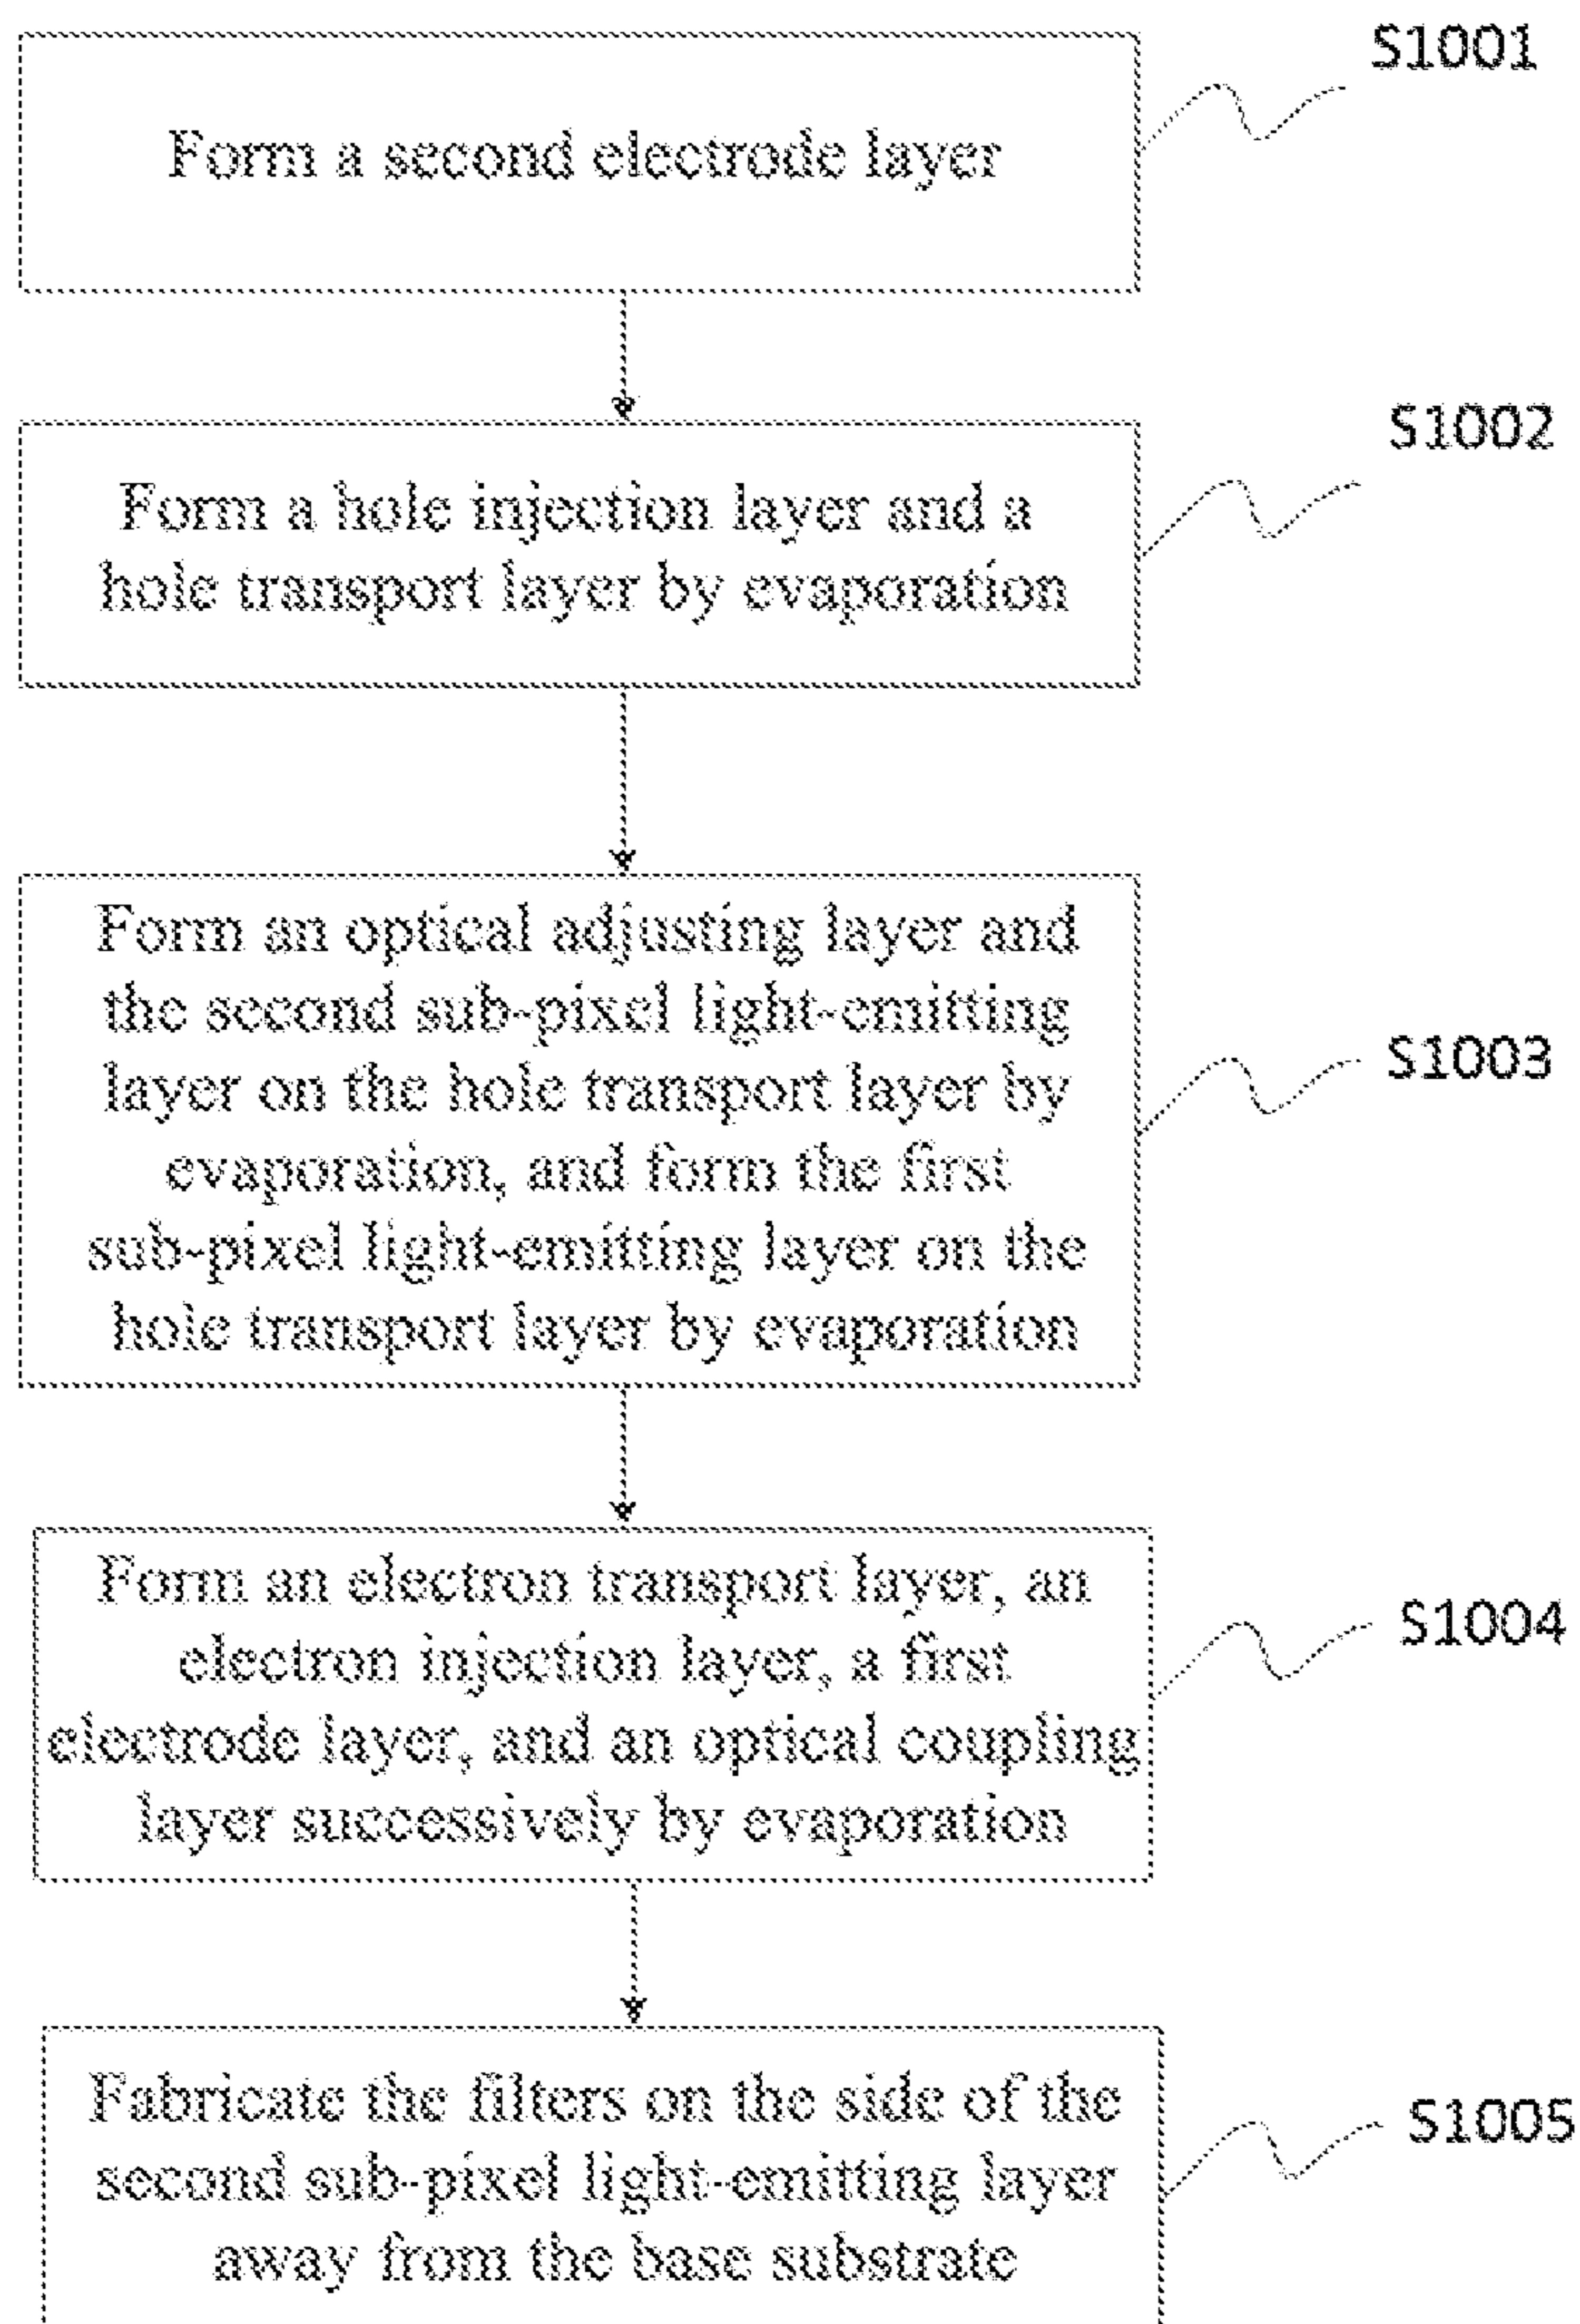 S1001
Form a second electrode layer
S1002
Form a hole injection layer and a
hole transport layer by evaporation
Form an optical adjusting layer and
the second sub-pixel light-emitting
layer on the hole transport layer by
evaporation, and form the first
sub-pixel light-emitting layer on the
hole transport layer by evaporation
S1003
Form an electron transport layer, an
electron injection layer, a first
electrode layer, and an optical coupling
layer successively by evaporation
S1004
Fabricate the filters on the side of the
second sub-pixel light-emitting layer
away from the base substrate
S1005